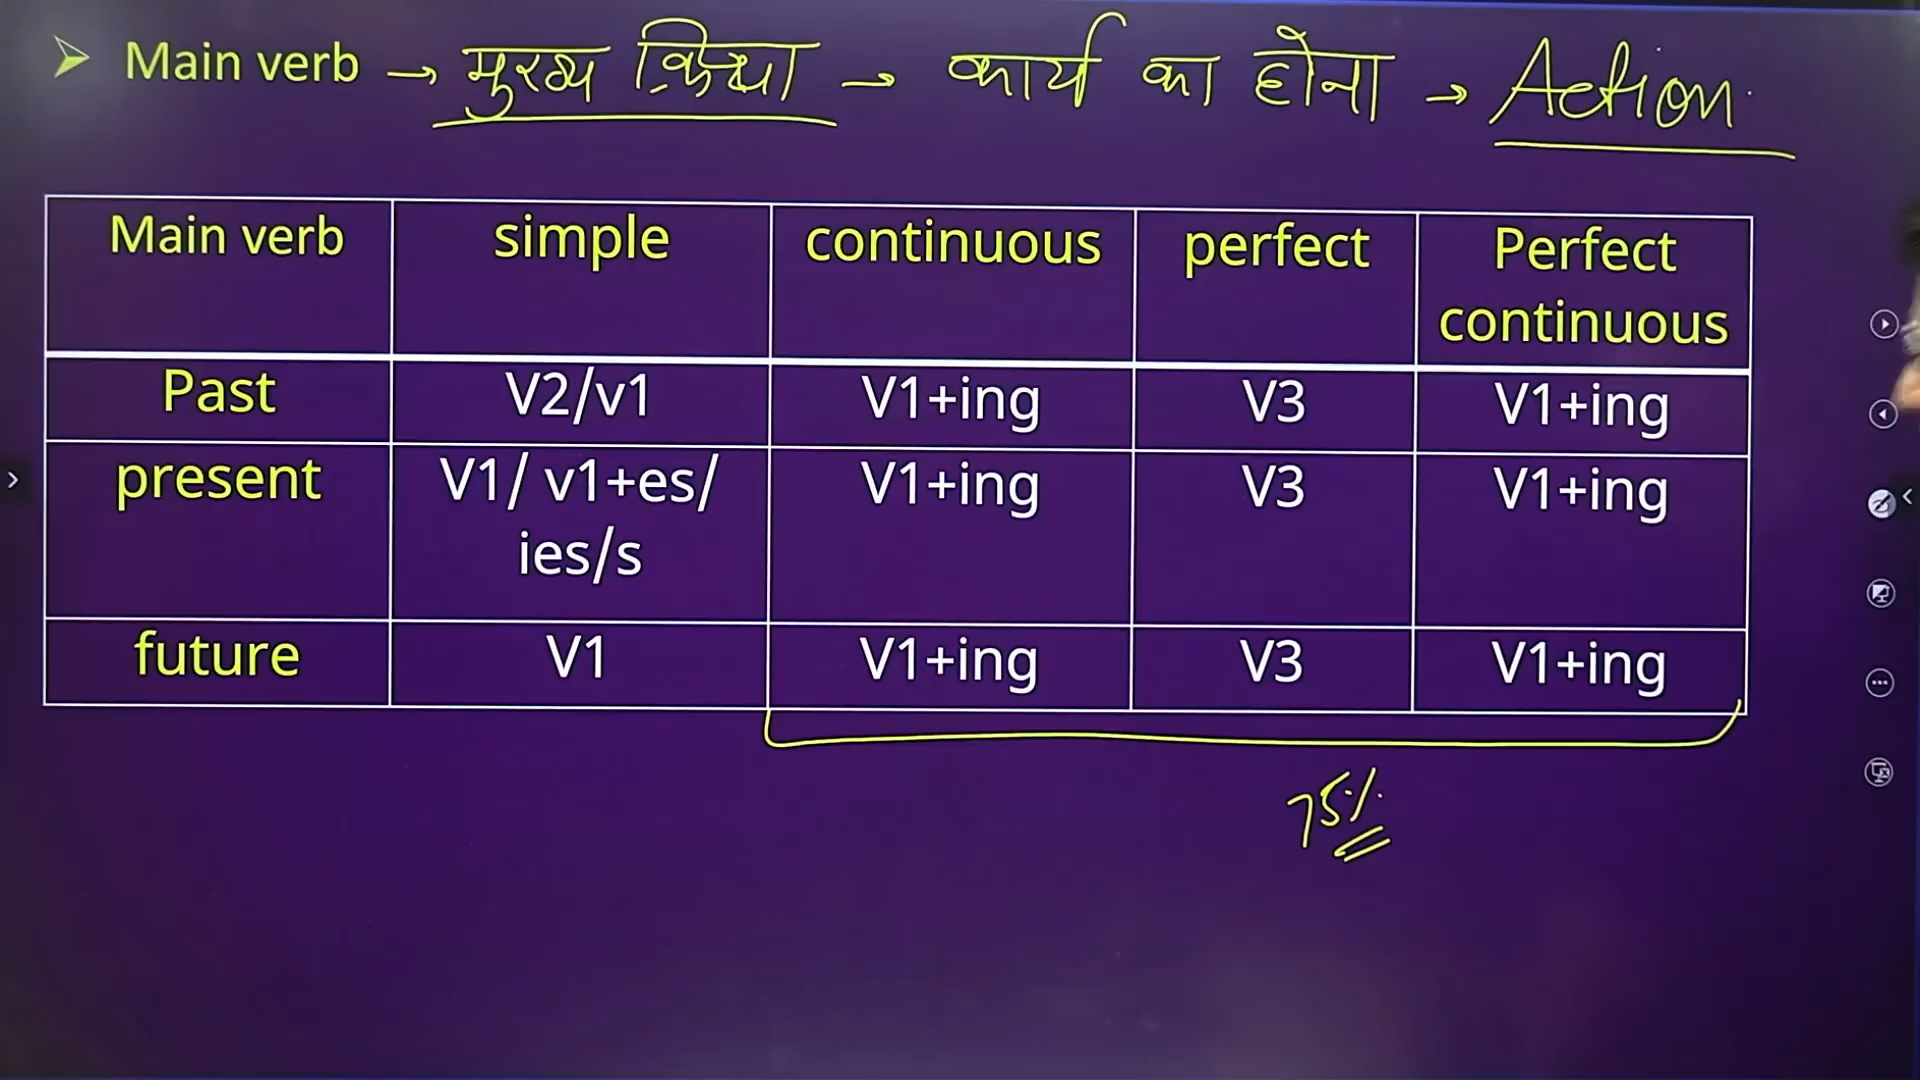 ➤ Main verb → मुख्य क्रिया → कार्य का होना → Action
Main verb simple continuous perfect Perfect continuous
Past V2/v1 V1+ing V3 V1+ing
present V1/ v1+es/ies/s V1+ing V3 V1+ing
future V1 V1+ing V3 V1+ing
75%